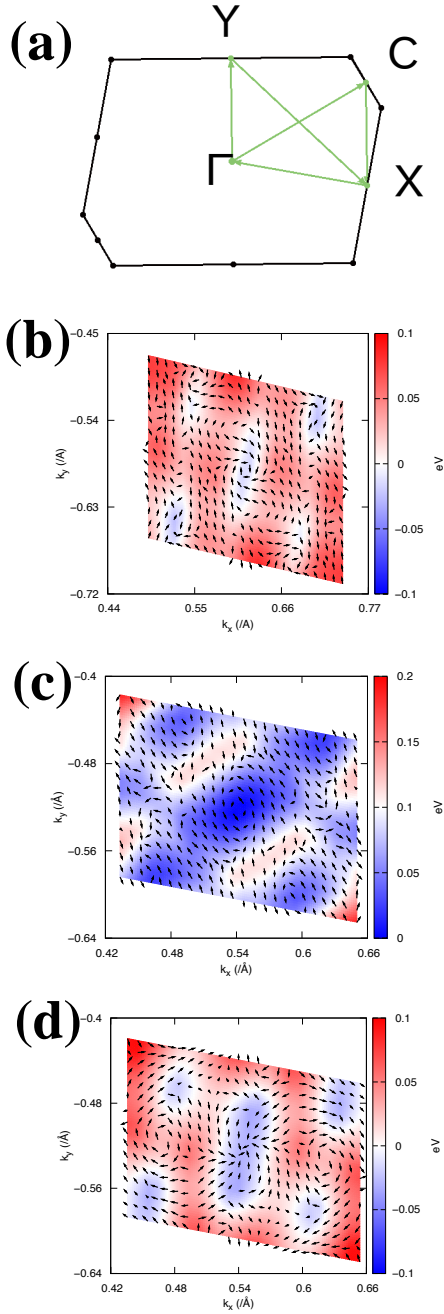 (a)
Y
C
Γ
X
(b)
-0.45
-0.54
-0.63
-0.72
k_y (/A)
0.44
0.55
0.66
0.77
k_x (/A)
0.1
0.05
0
-0.05
-0.1
eV
(c)
-0.4
-0.48
-0.56
-0.64
k_y (/Å)
0.42
0.48
0.54
0.6
0.66
k_x (/Å)
0.2
0.15
0.1
0.05
0
eV
(d)
-0.4
-0.48
-0.56
-0.64
k_y (/Å)
0.42
0.48
0.54
0.6
0.66
k_x (/Å)
0.1
0.05
0
-0.05
-0.1
eV